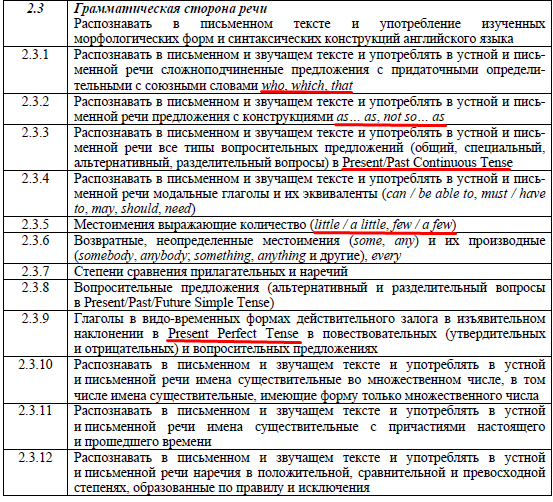 2.3 Грамматическая сторона речи
Распознавать в письменном тексте и употребление изученных
морфологических форм и синтаксических конструкций английского языка
2.3.1 Распознавать в письменном и звучащем тексте и употреблять в устной и пись-
менной речи сложноподчиненные предложения с придаточными определи-
тельными с союзными словами who, which, that
2.3.2 Распознавать в письменном и звучащем тексте и употреблять в устной и пись-
менной речи предложения с конструкциями as… as, not so… as
2.3.3 Распознавать в письменном и звучащем тексте и употреблять в устной и пись-
менной речи все типы вопросительных предложений (общий, специальный,
альтернативный, разделительный вопросы) в Present/Past Continuous Tense
2.3.4 Распознавать в письменном и звучащем тексте и употреблять в устной и пись-
менной речи модальные глаголы и их эквиваленты (can / be able to, must / have
to, may, should, need)
2.3.5 Местоимения выражающие количество (little / a little, few / a few)
2.3.6 Возвратные, неопределенные местоимения (some, any) и их производные
(somebody, anybody; something, anything и другие), every
2.3.7 Степени сравнения прилагательных и наречий
2.3.8 Вопросительные предложения (альтернативный и разделительный вопросы
в Present/Past/Future Simple Tense)
2.3.9 Глаголы в видо-временных формах действительного залога в изъявительном
наклонении в Present Perfect Tense в повествовательных (утвердительных
и отрицательных) и вопросительных предложениях
2.3.10 Распознавать в письменном и звучащем тексте и употреблять в устной
и письменной речи имена существительные во множественном числе, в том
числе имена существительные, имеющие форму только множественного числа
2.3.11 Распознавать в письменном и звучащем тексте и употреблять в устной
и письменной речи имена существительные с причастиями настоящего
и прошедшего времени
2.3.12 Распознавать в письменном и звучащем тексте и употреблять в устной
и письменной речи наречия в положительной, сравнительной и превосходной
степенях, образованные по правилу и исключения